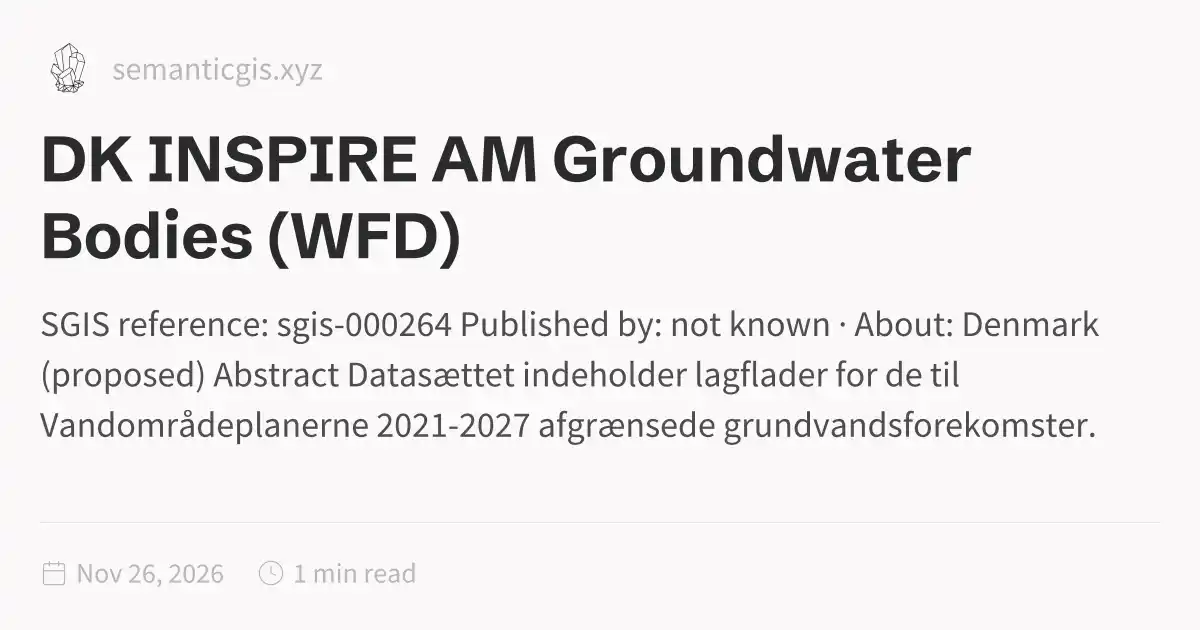 semanticgis.xyz
DK INSPIRE AM Groundwater
Bodies (WFD)
SGIS reference: sgis-000264 Published by: not known · About: Denmark
(proposed) Abstract Datasættet indeholder lagflader for de til
Vandområdeplanerne 2021-2027 afgrænsede grundvandsforekomster.
Nov 26, 2026 1 min read